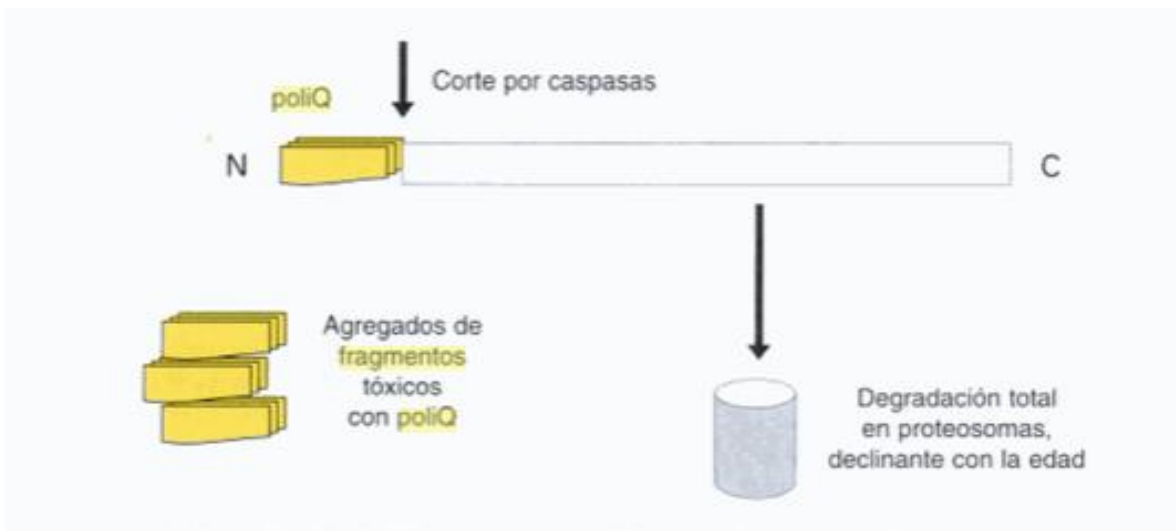 Corte por caspasas
poliQ
N
C
Agregados de
fragmentos
tóxicos
con poliQ
Degradación total
en proteosomas,
declinante con la edad